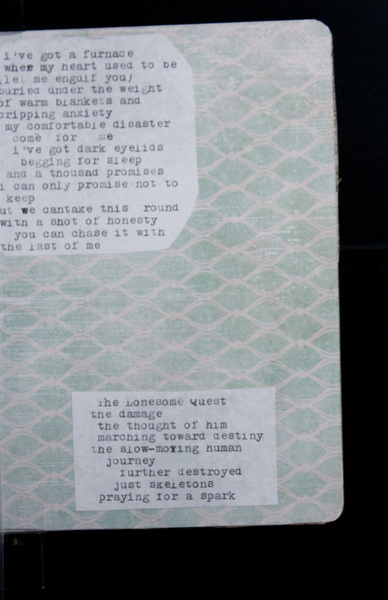 i've got a furnace
where my heart used to be
(let me engulf you)
buried under the weight
of warm blankets and
dripping anxiety
my comfortable disaster
come for me
i've got dark eyelids
begging for sleep
and a thousnd promises
i can only promise not to
keep
but we cantake this round
with a shot of honesty
you can chase it with
the last of me
The Lonesome Quest
the damage
the thought of him
marching toward destiny
the slow-moving human
journey
further destroyed
just skeletons
praying for a spark